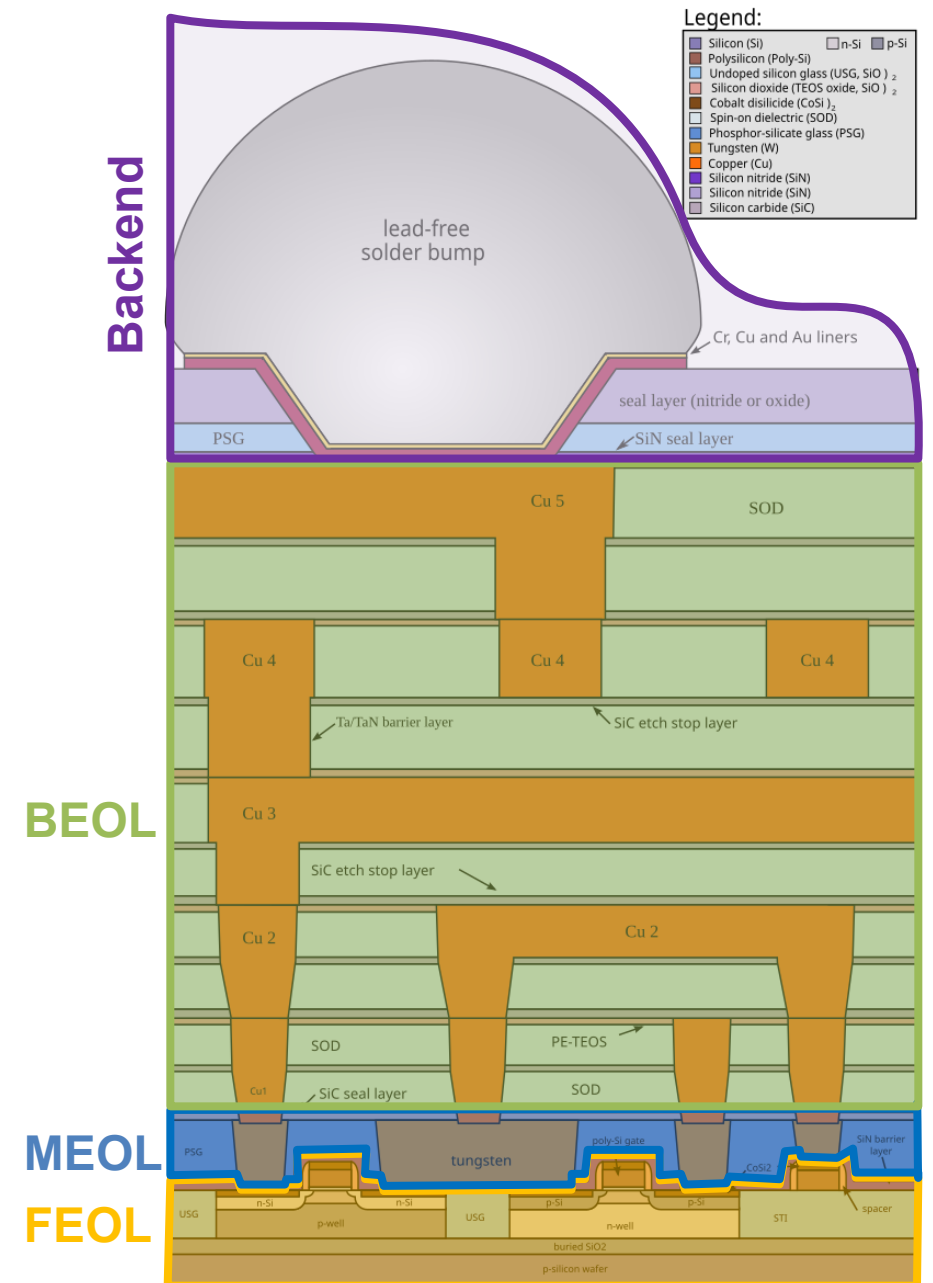 Legend:
Silicon (Si) n-Si p-Si
Polysilicon (Poly-Si)
Undoped silicon glass (USG, SiO ) 2
Silicon dioxide (TEOS oxide, SiO ) 2
Cobalt disilicide (CoSi )2
Spin-on dielectric (SOD)
Phosphor-silicate glass (PSG)
Tungsten (W)
Copper (Cu)
Silicon nitride (SiN)
Silicon nitride (SiN)
Silicon carbide (SiC)
Backend
lead-free
solder bump
Cr, Cu and Au liners
seal layer (nitride or oxide)
PSG
SiN seal layer
BEOL
Cu 5
SOD
Cu 4
Cu 4
Cu 4
Ta/TaN barrier layer
SiC etch stop layer
Cu 3
SiC etch stop layer
Cu 2
Cu 2
SOD
PE-TEOS
Cu1
SiC seal layer
SOD
MEOL
PSG
tungsten
poly-Si gate
CoSi2
SiN barrier
layer
FEOL
USG
n-Si
p-well
n-Si
USG
p-Si
n-well
p-Si
STI
spacer
buried SiO2
p-silicon wafer